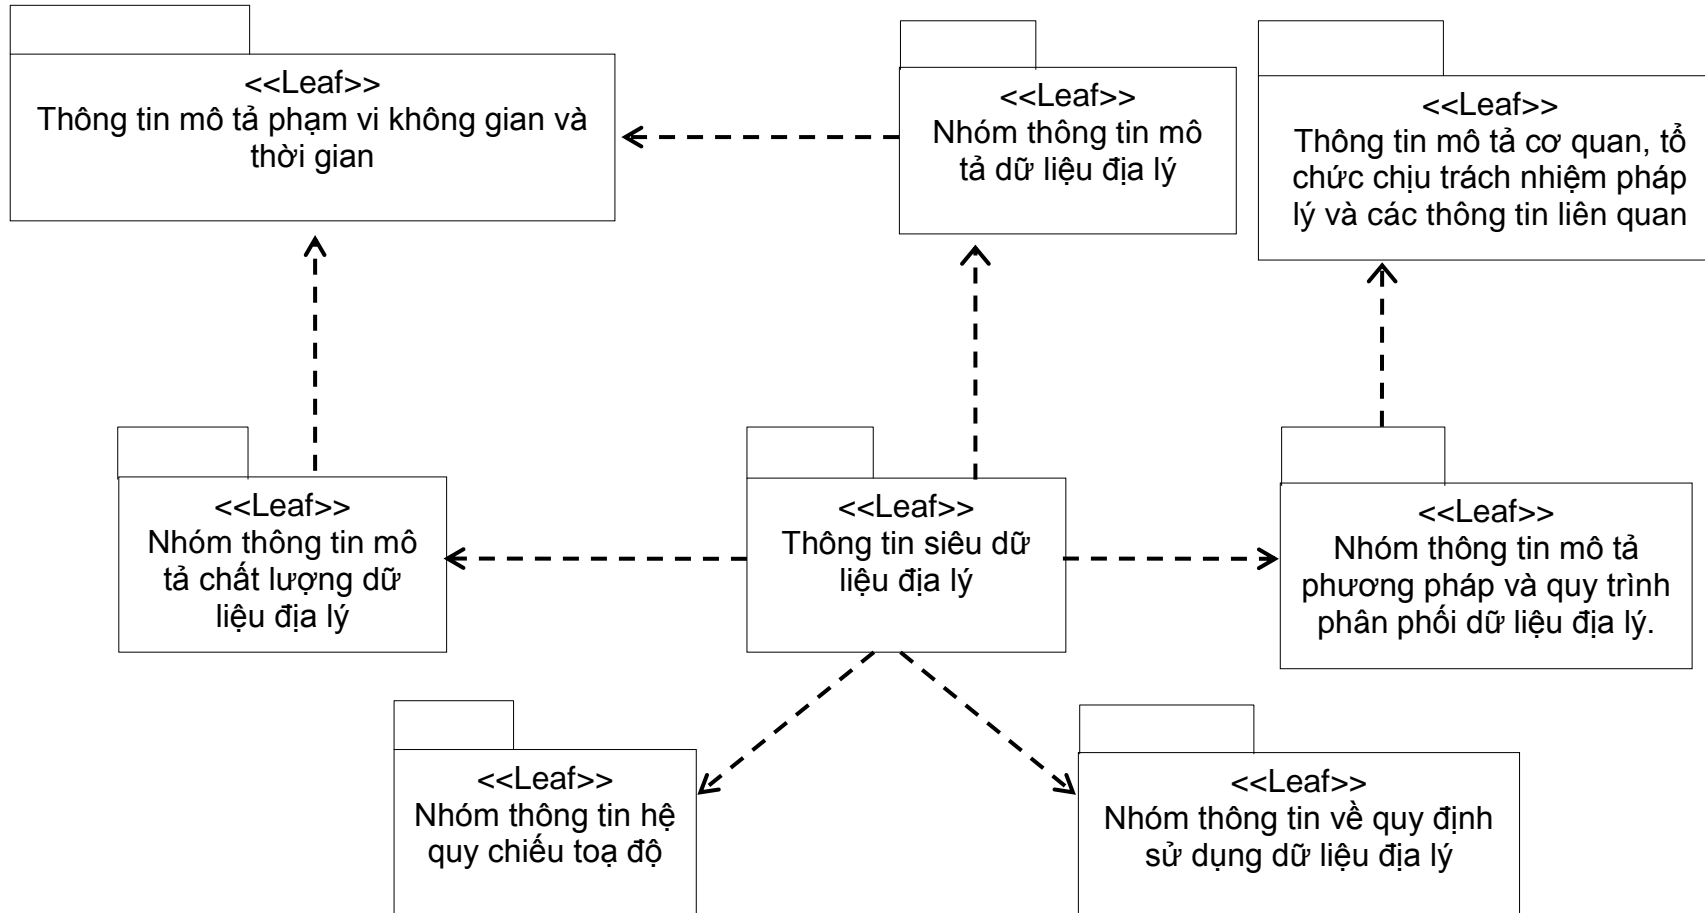 <<Leaf>>
Thông tin mô tả phạm vi không gian và
thời gian
<<Leaf>>
Nhóm thông tin mô
tả dữ liệu địa lý
<<Leaf>>
Thông tin mô tả cơ quan, tổ
chức chịu trách nhiệm pháp
lý và các thông tin liên quan
<<Leaf>>
Nhóm thông tin mô
tả chất lượng dữ
liệu địa lý
<<Leaf>>
Thông tin siêu dữ
liệu địa lý
<<Leaf>>
Nhóm thông tin mô tả
phương pháp và quy trình
phân phối dữ liệu địa lý.
<<Leaf>>
Nhóm thông tin hệ
quy chiếu toạ độ
<<Leaf>>
Nhóm thông tin về quy định
sử dụng dữ liệu địa lý